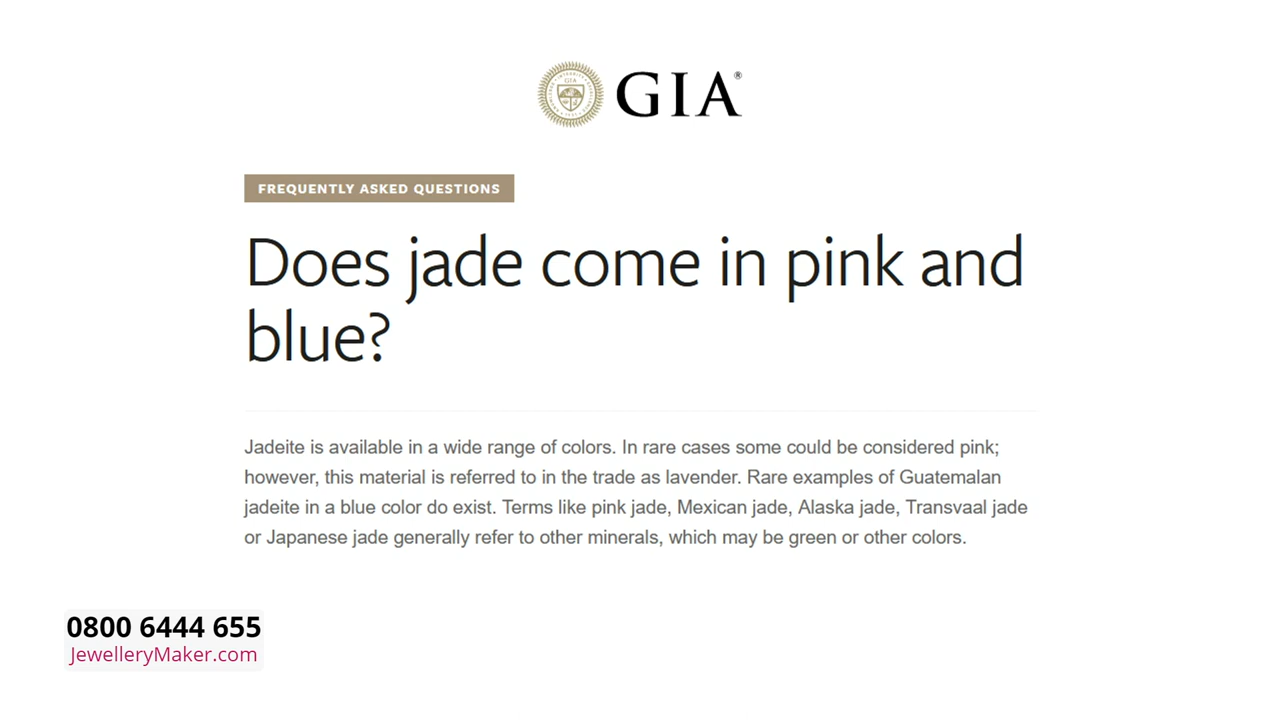 GIA®
FREQUENTLY ASKED QUESTIONS
Does jade come in pink and
blue?
Jadeite is available in a wide range of colors. In rare cases some could be considered pink;
however, this material is referred to in the trade as lavender. Rare examples of Guatemalan
jadeite in a blue color do exist. Terms like pink jade, Mexican jade, Alaska jade, Transvaal jade
or Japanese jade generally refer to other minerals, which may be green or other colors.
0800 6444 655
JewelleryMaker.com